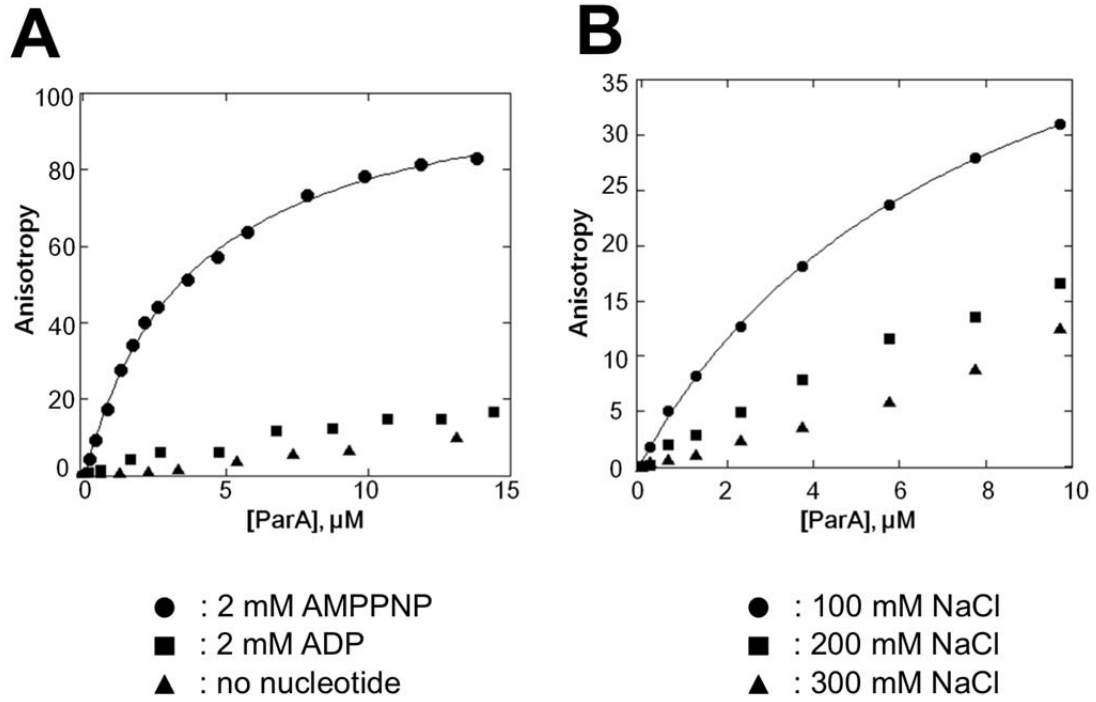 A
B
100
80
60
40
20
0
Anisotropy
0
5
10
15
[ParA], µM
35
30
25
20
15
10
5
0
Anisotropy
0
2
4
6
8
10
[ParA], µM
: 2 mM AMPPNP
: 2 mM ADP
: no nucleotide
: 100 mM NaCl
: 200 mM NaCl
: 300 mM NaCl